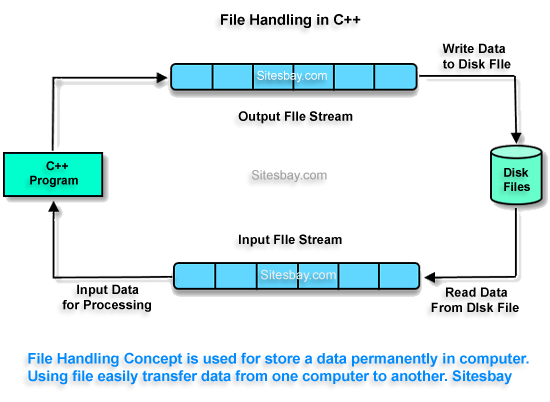 File Handling in C++
Write Data
to Disk FIle
Sitesbay.com
Output FIle Stream
C++
Program
Sitesbay.com
Disk
Files
Input FIle Stream
Sitesbay.com
Input Data
for Processing
Read Data
From DIsk File
File Handling Concept is used for store a data permanently in computer.
Using file easily transfer data from one computer to another. Sitesbay